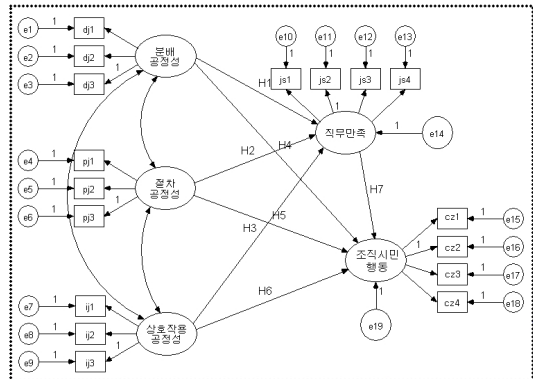 e1 1 dj1
e2 1 dj2
e3 1 dj3
1
분배
공정성
e4 1 pj1
e5 1 pj2
e6 1 pj3
1
절차
공정성
e7 1 ij1
e8 1 ij2
e9 1 ij3
1
상호작용
공정성
e10 e11 e12 e13
1 1 1 1
js1 js2 js3 js4
1
직무만족
1 e14
H1
H4
H2
H5
H3
H6
H7
조직시민
행동
1
cz1 1 e15
cz2 1 e16
cz3 1 e17
cz4 1 e18
1
e19